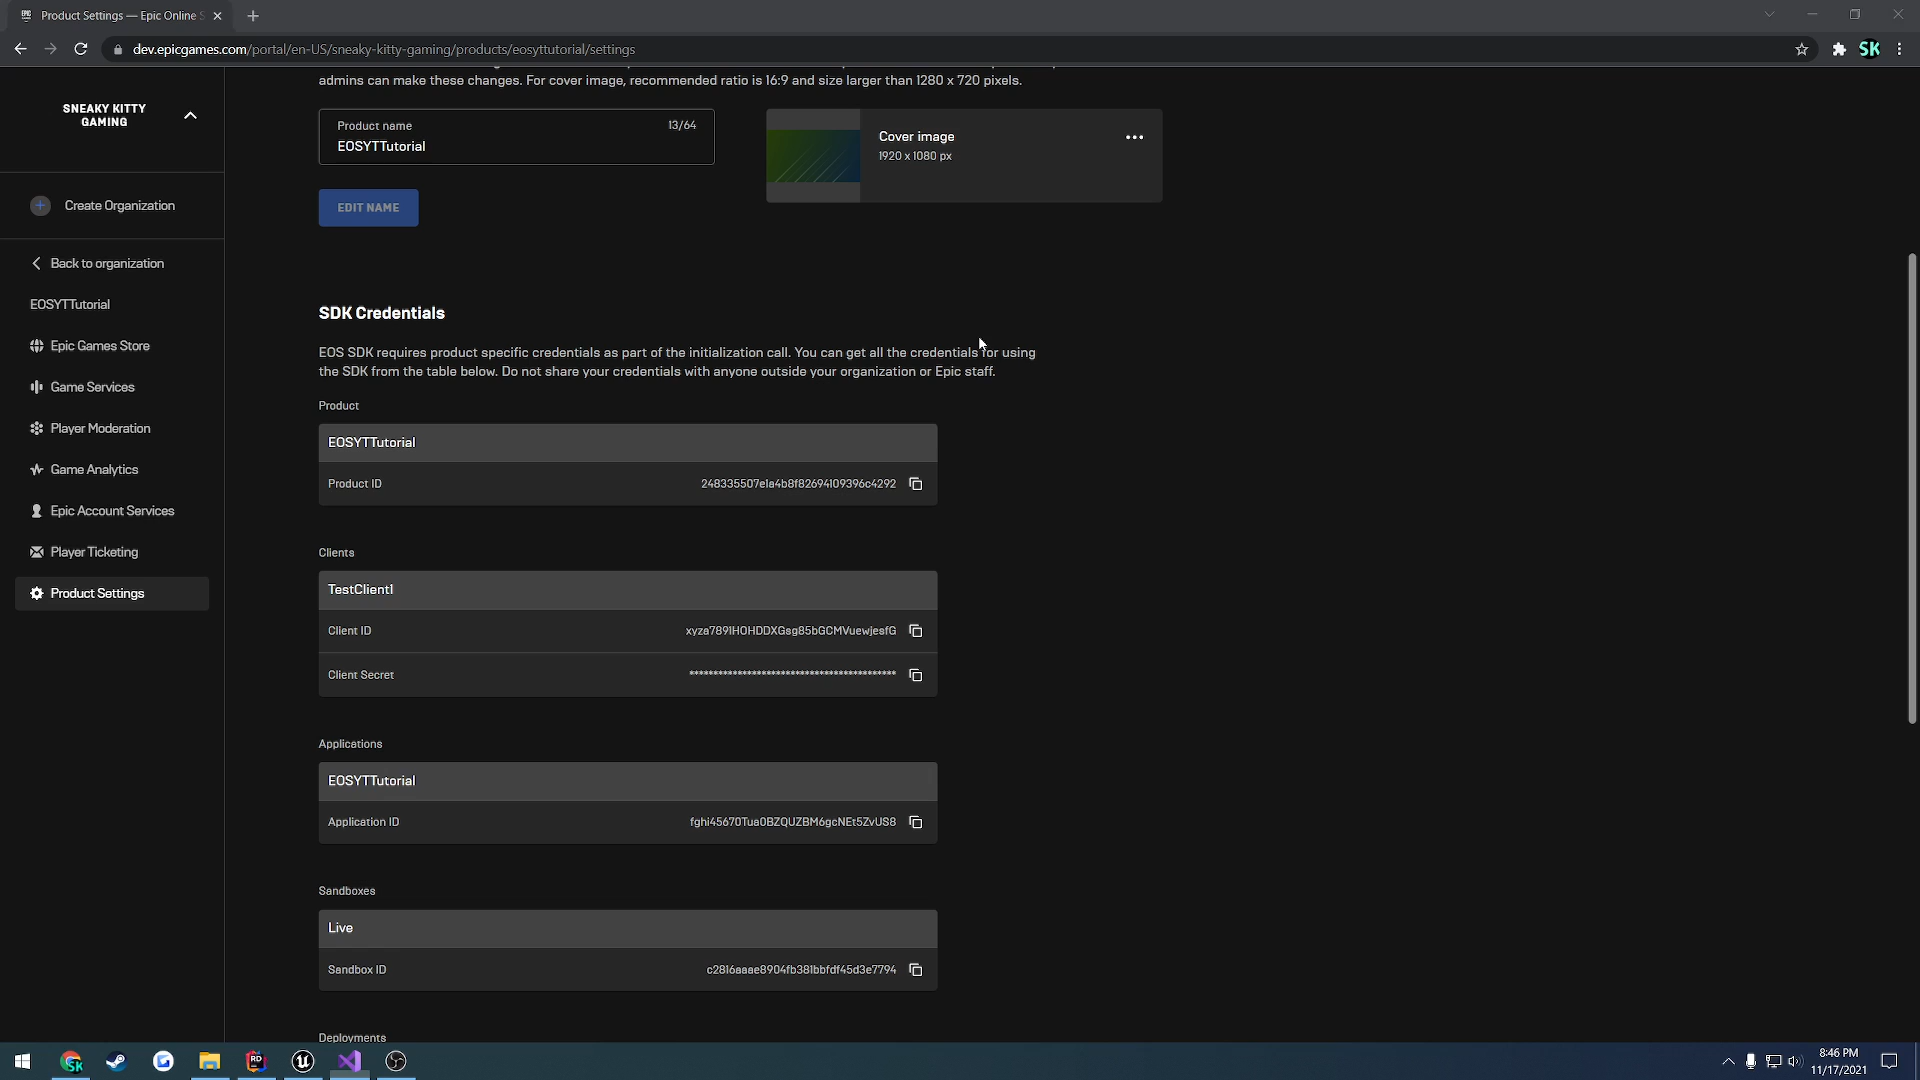 Product Settings — Epic Online S
dev.epicgames.com/portal/en-US/sneaky-kitty-gaming/products/eosyttutorial/settings
SK
SNEAKY KITTY
GAMING
Create Organization
Back to organization
EOSYTTutorial
Epic Games Store
Game Services
Player Moderation
Game Analytics
Epic Account Services
Player Ticketing
Product Settings
admins can make these changes. For cover image, recommended ratio is 16:9 and size larger than 1280 x 720 pixels.
Product name
13/64
EOSYTTutorial
EDIT NAME
Cover image
1920 x 1080 px
SDK Credentials
EOS SDK requires product specific credentials as part of the initialization call. You can get all the credentials for using
the SDK from the table below. Do not share your credentials with anyone outside your organization or Epic staff.
Product
EOSYTTutorial
Product ID 248335507e1a4b8f82694109396c4292
Clients
TestClient1
Client ID xyza7891HOHDDXGsg85bGCMVuewjesfG
Client Secret *******************************************
Applications
EOSYTTutorial
Application ID fghi45670Tua0BZQUZBM6gcNEt5ZvUS8
Sandboxes
Live
Sandbox ID c2816aaae8904fb381bbfdf45d3e7794
Deployments
SK
RD
8:46 PM
11/17/2021